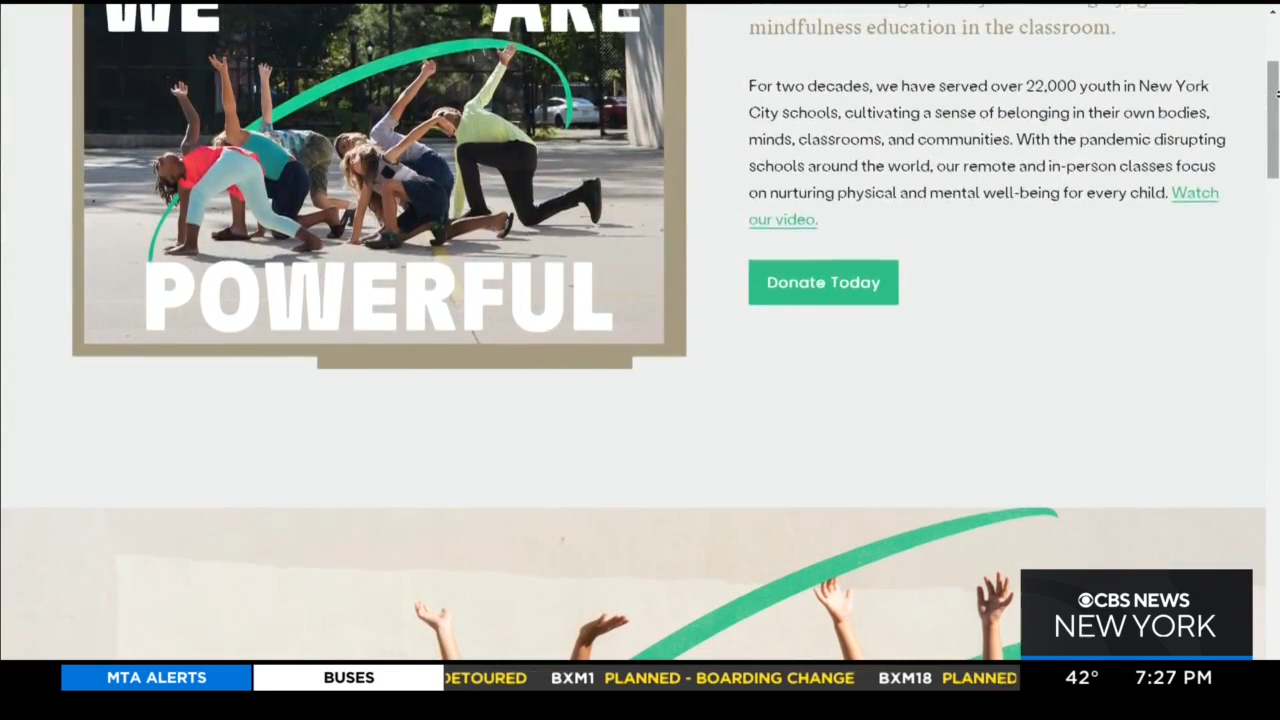 WE ARE
POWERFUL
mindfulness education in the classroom.
For two decades, we have served over 22,000 youth in New York
City schools, cultivating a sense of belonging in their own bodies,
minds, classrooms, and communities. With the pandemic disrupting
schools around the world, our remote and in-person classes focus
on nurturing physical and mental well-being for every child. Watch
our video.
Donate Today
CBS NEWS
NEW YORK
MTA ALERTS BUSES DETOURED BXM1 PLANNED - BOARDING CHANGE BXM18 PLANNED 42° 7:27 PM